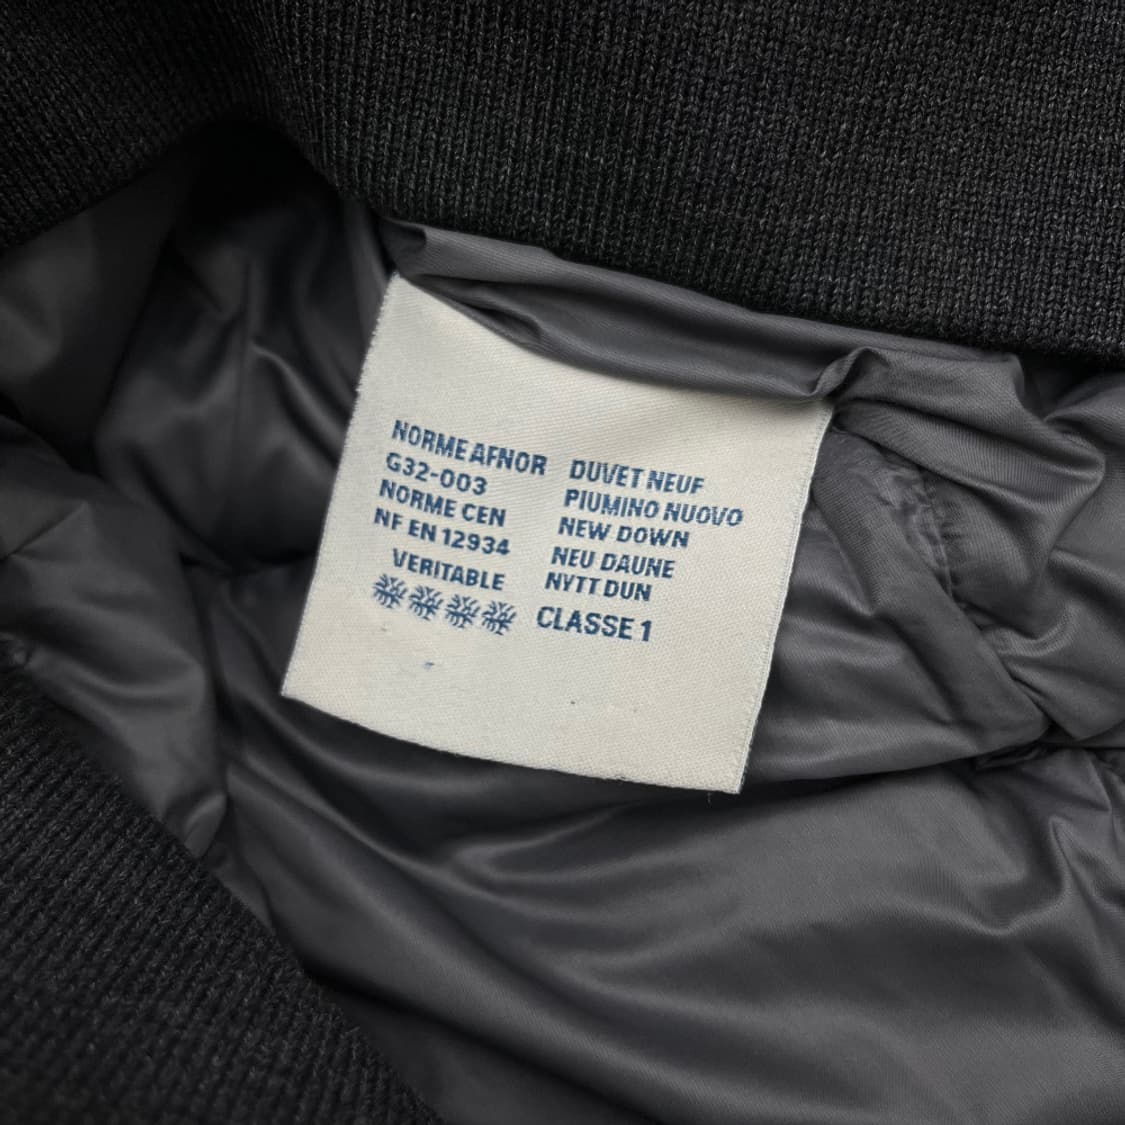 NORME AFNOR
G32-003
NORME CEN
NF EN 12934
VERITABLE
DUVET NEUF
PIUMINO NUOVO
NEW DOWN
NEU DAUNE
NYTT DUN
CLASSE 1